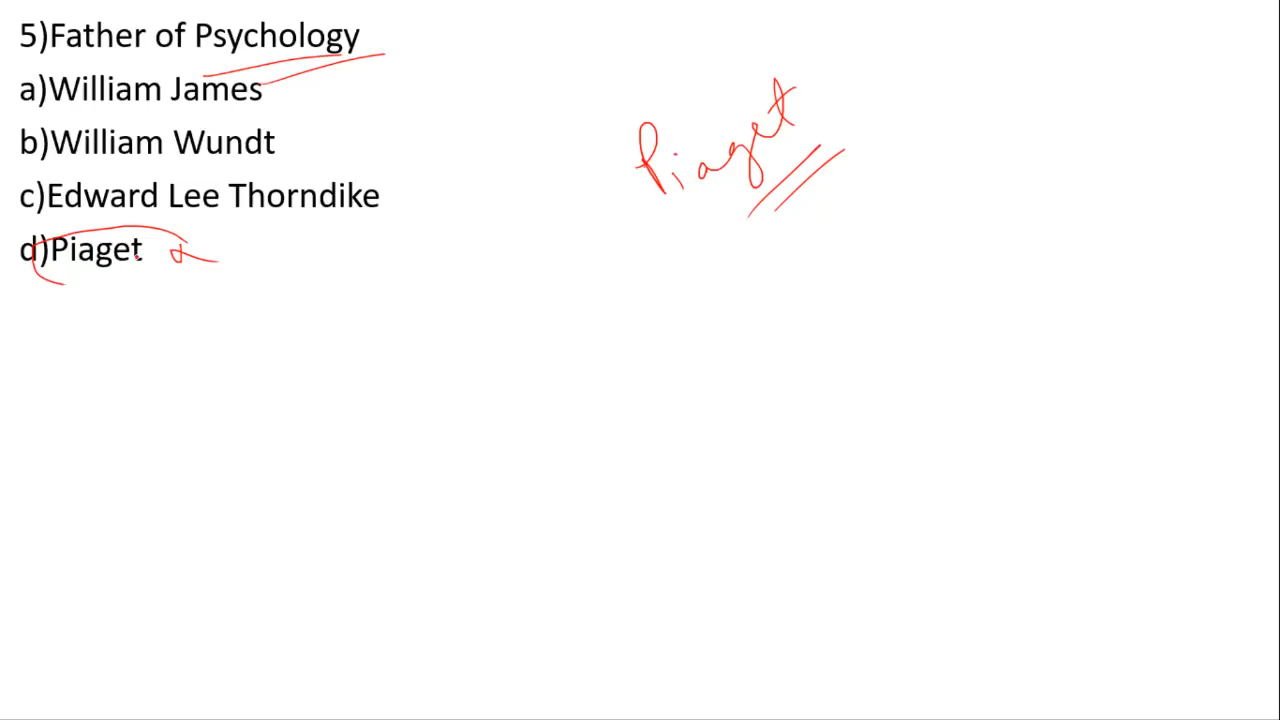 5)Father of Psychology
a)William James
b)William Wundt
c)Edward Lee Thorndike
d)Piaget
Piaget